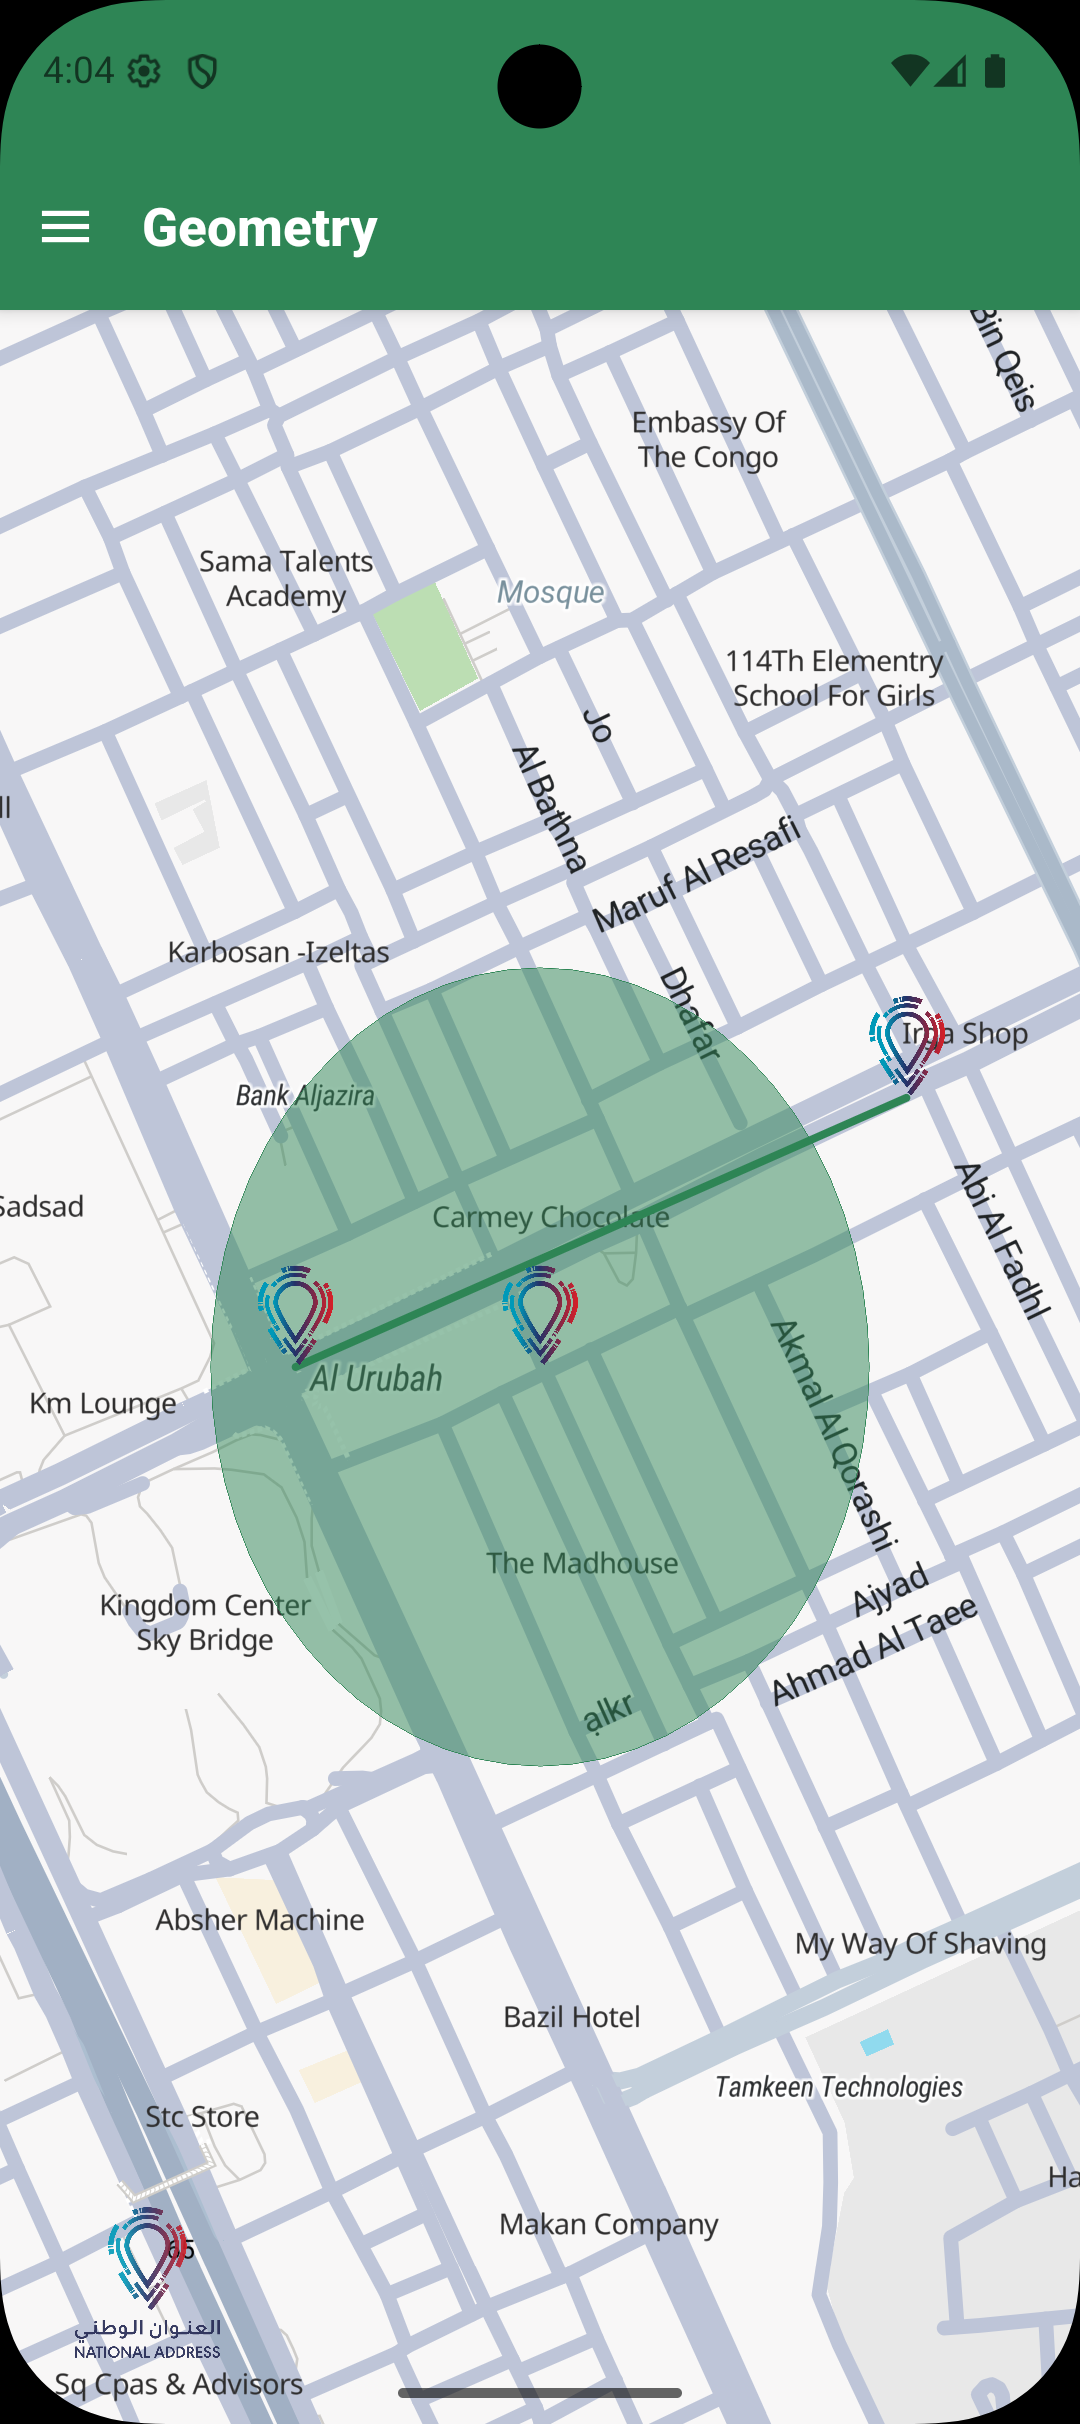 4:04
Geometry
Bin Qeis
Embassy Of
The Congo
Sama Talents
Academy
Mosque
114Th Elementry
School For Girls
Jo
Al Bathna
ll
Maruf Al Resafi
Karbosan -Izeltas
Dhafar
Irqa Shop
Bank Aljazira
Sadsad
Carmey Chocolate
Abi Al Fadhl
Al Urubah
Km Lounge
Akmal Al Qorashi
The Madhouse
Ajyad
Kingdom Center
Sky Bridge
Ahmad Al Taee
ạlkr
Absher Machine
My Way Of Shaving
Bazil Hotel
Tamkeen Technologies
Stc Store
Ha
Makan Company
65
العنوان الوطني
NATIONAL ADDRESS
Sq Cpas & Advisors